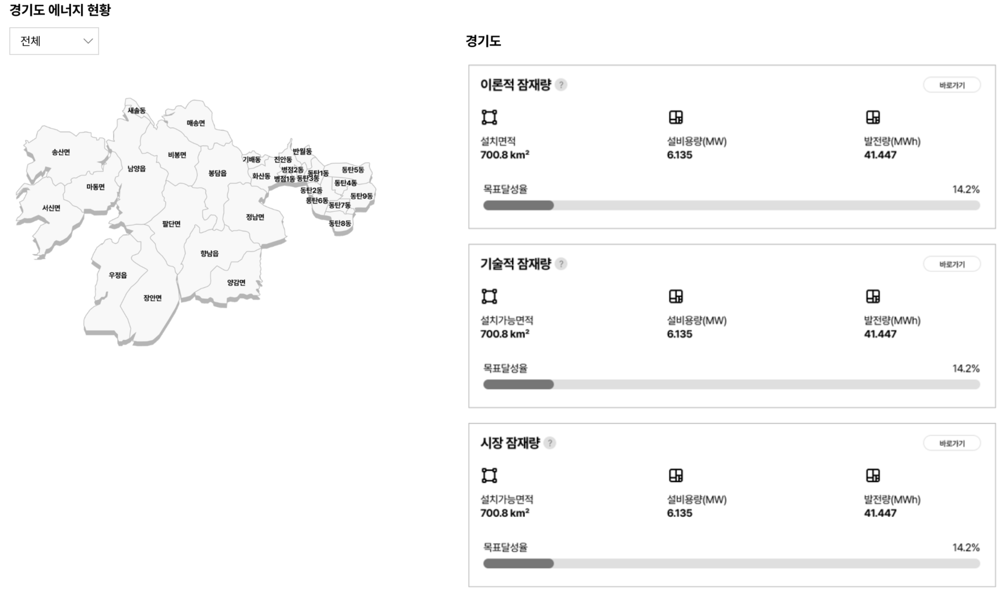 경기도 에너지 현황
전체
새솔동
매송면
송산면
비봉면
반월동
기배동
진안동
남양읍
봉담읍
병점2동
동탄1동
동탄5동
화산동
병점1동
동탄3동
동탄4동
마동면
동탄2동
동탄9동
동탄6동
동탄7동
서신면
정남면
팔단면
동탄8동
향남읍
우정읍
양감면
장안면
경기도
이론적 잠재량 ?
바로가기
설치면적
700.8 km²
설비용량(MW)
6.135
발전량(MWh)
41.447
목표달성율
14.2%
기술적 잠재량 ?
바로가기
설치가능면적
700.8 km²
설비용량(MW)
6.135
발전량(MWh)
41.447
목표달성율
14.2%
시장 잠재량 ?
바로가기
설치가능면적
700.8 km²
설비용량(MW)
6.135
발전량(MWh)
41.447
목표달성율
14.2%